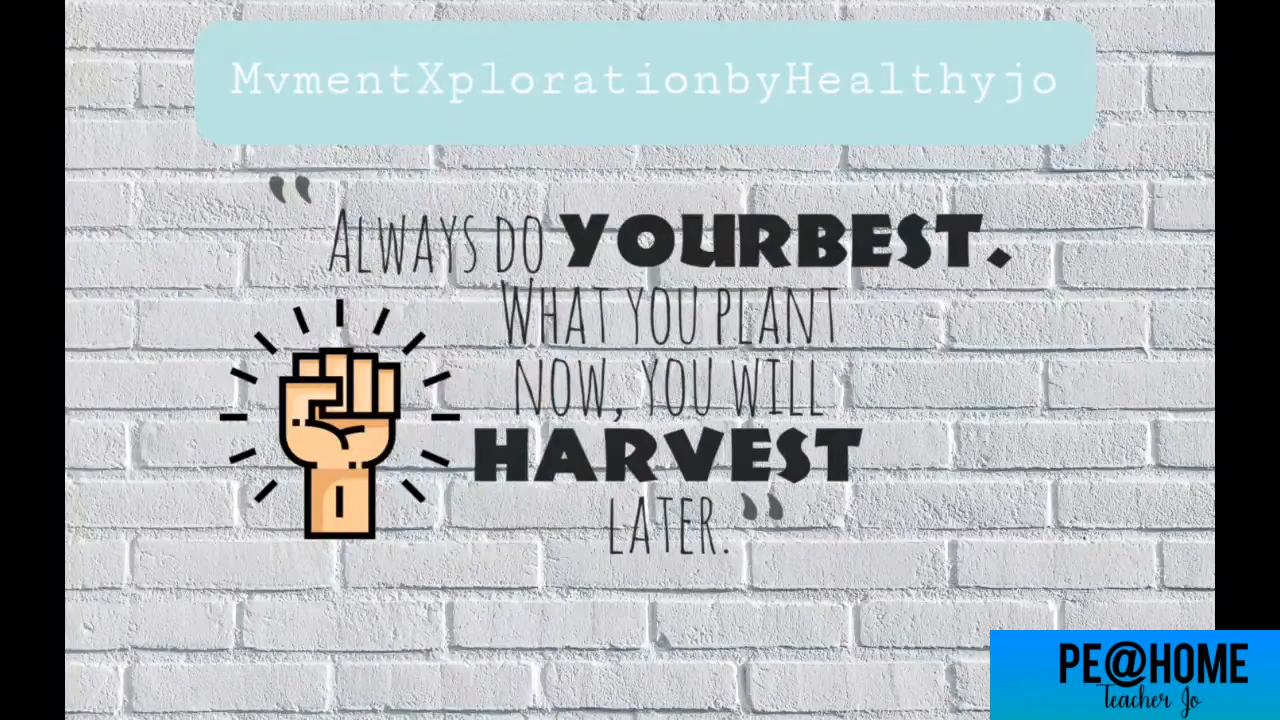 MvmentXplorationbyHealthyjo
"ALWAYS DO YOURBEST.
WHAT YOU PLANT
NOW, YOU WILL
HARVEST
LATER."
PE@HOME
Teacher Jo